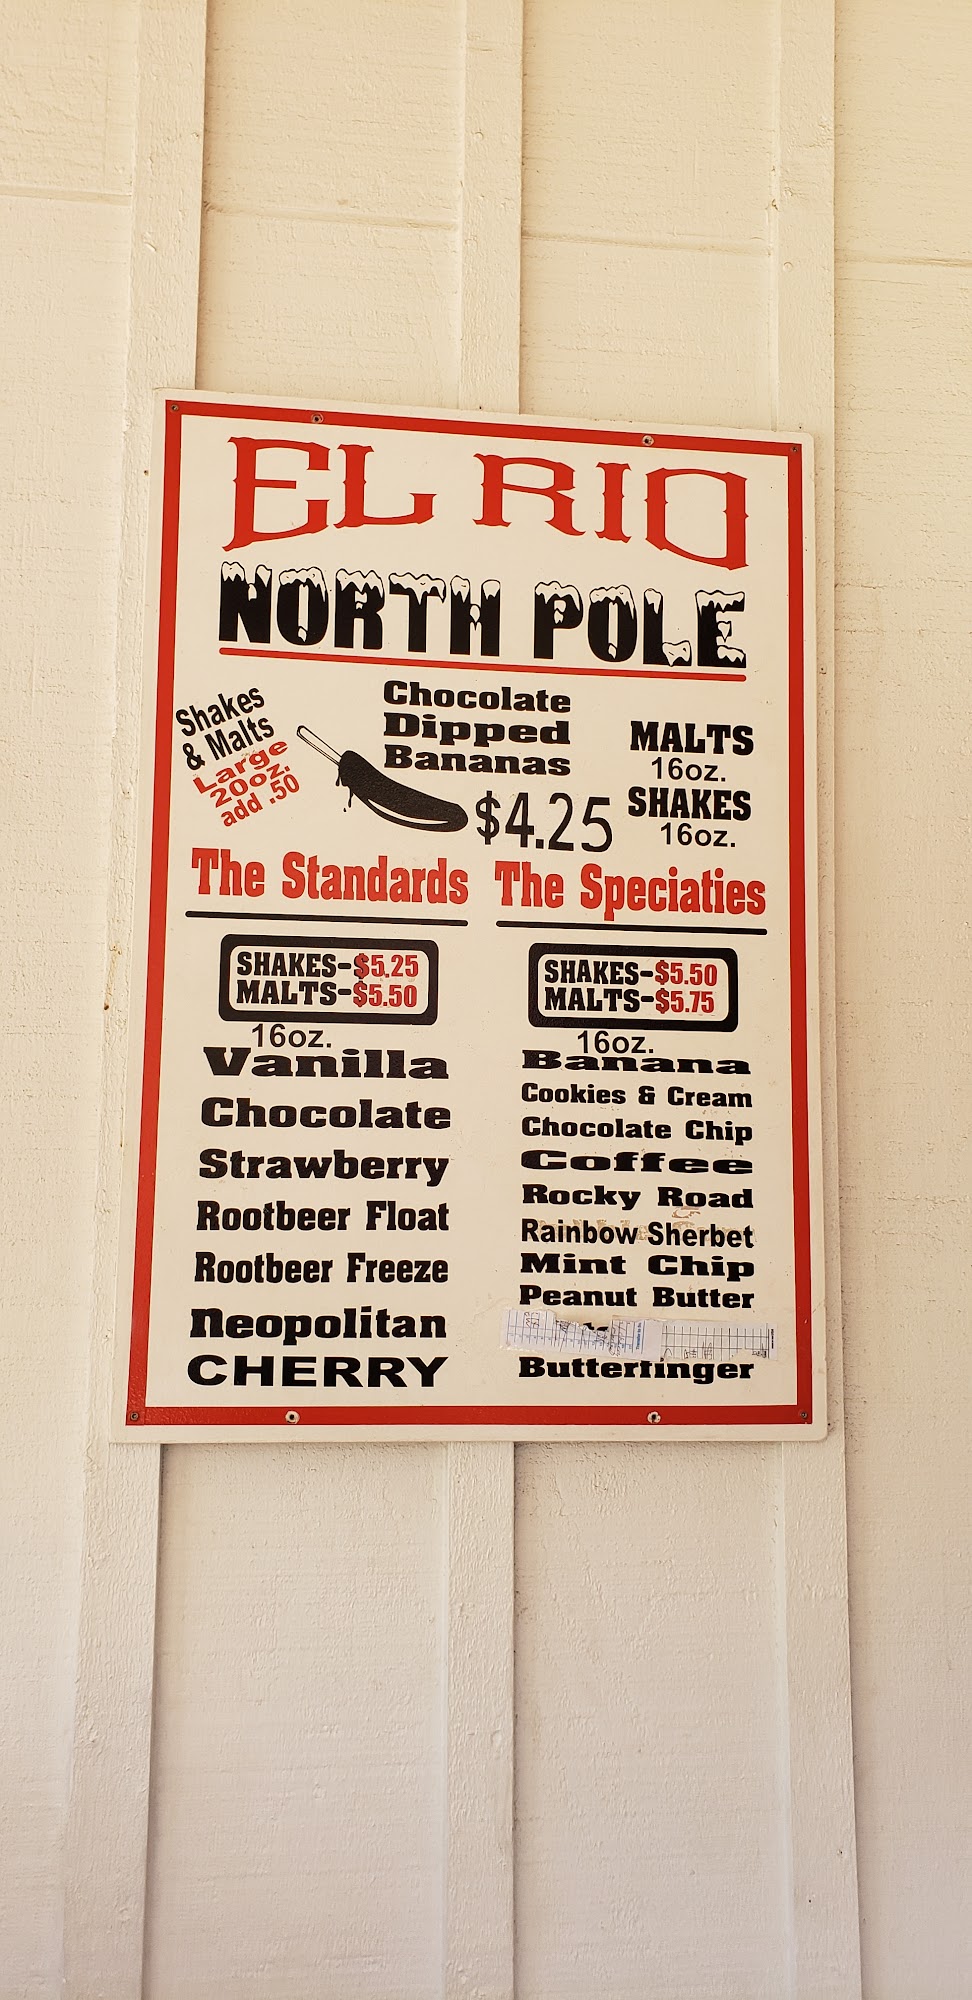 EL RIO
NORTH POLE
Shakes
& Malts
Large
20oz.
add .50
Chocolate
Dipped
Bananas
$4.25
MALTS
16oz.
SHAKES
16oz.
The Standards
SHAKES-$5.25
MALTS-$5.50
16oz.
Vanilla
Chocolate
Strawberry
Rootbeer Float
Rootbeer Freeze
Neopolitan
CHERRY
The Speciaties
SHAKES-$5.50
MALTS-$5.75
16oz.
Banana
Cookies & Cream
Chocolate Chip
Coffee
Rocky Road
Rainbow Sherbet
Mint Chip
Peanut Butter
Butterfinger